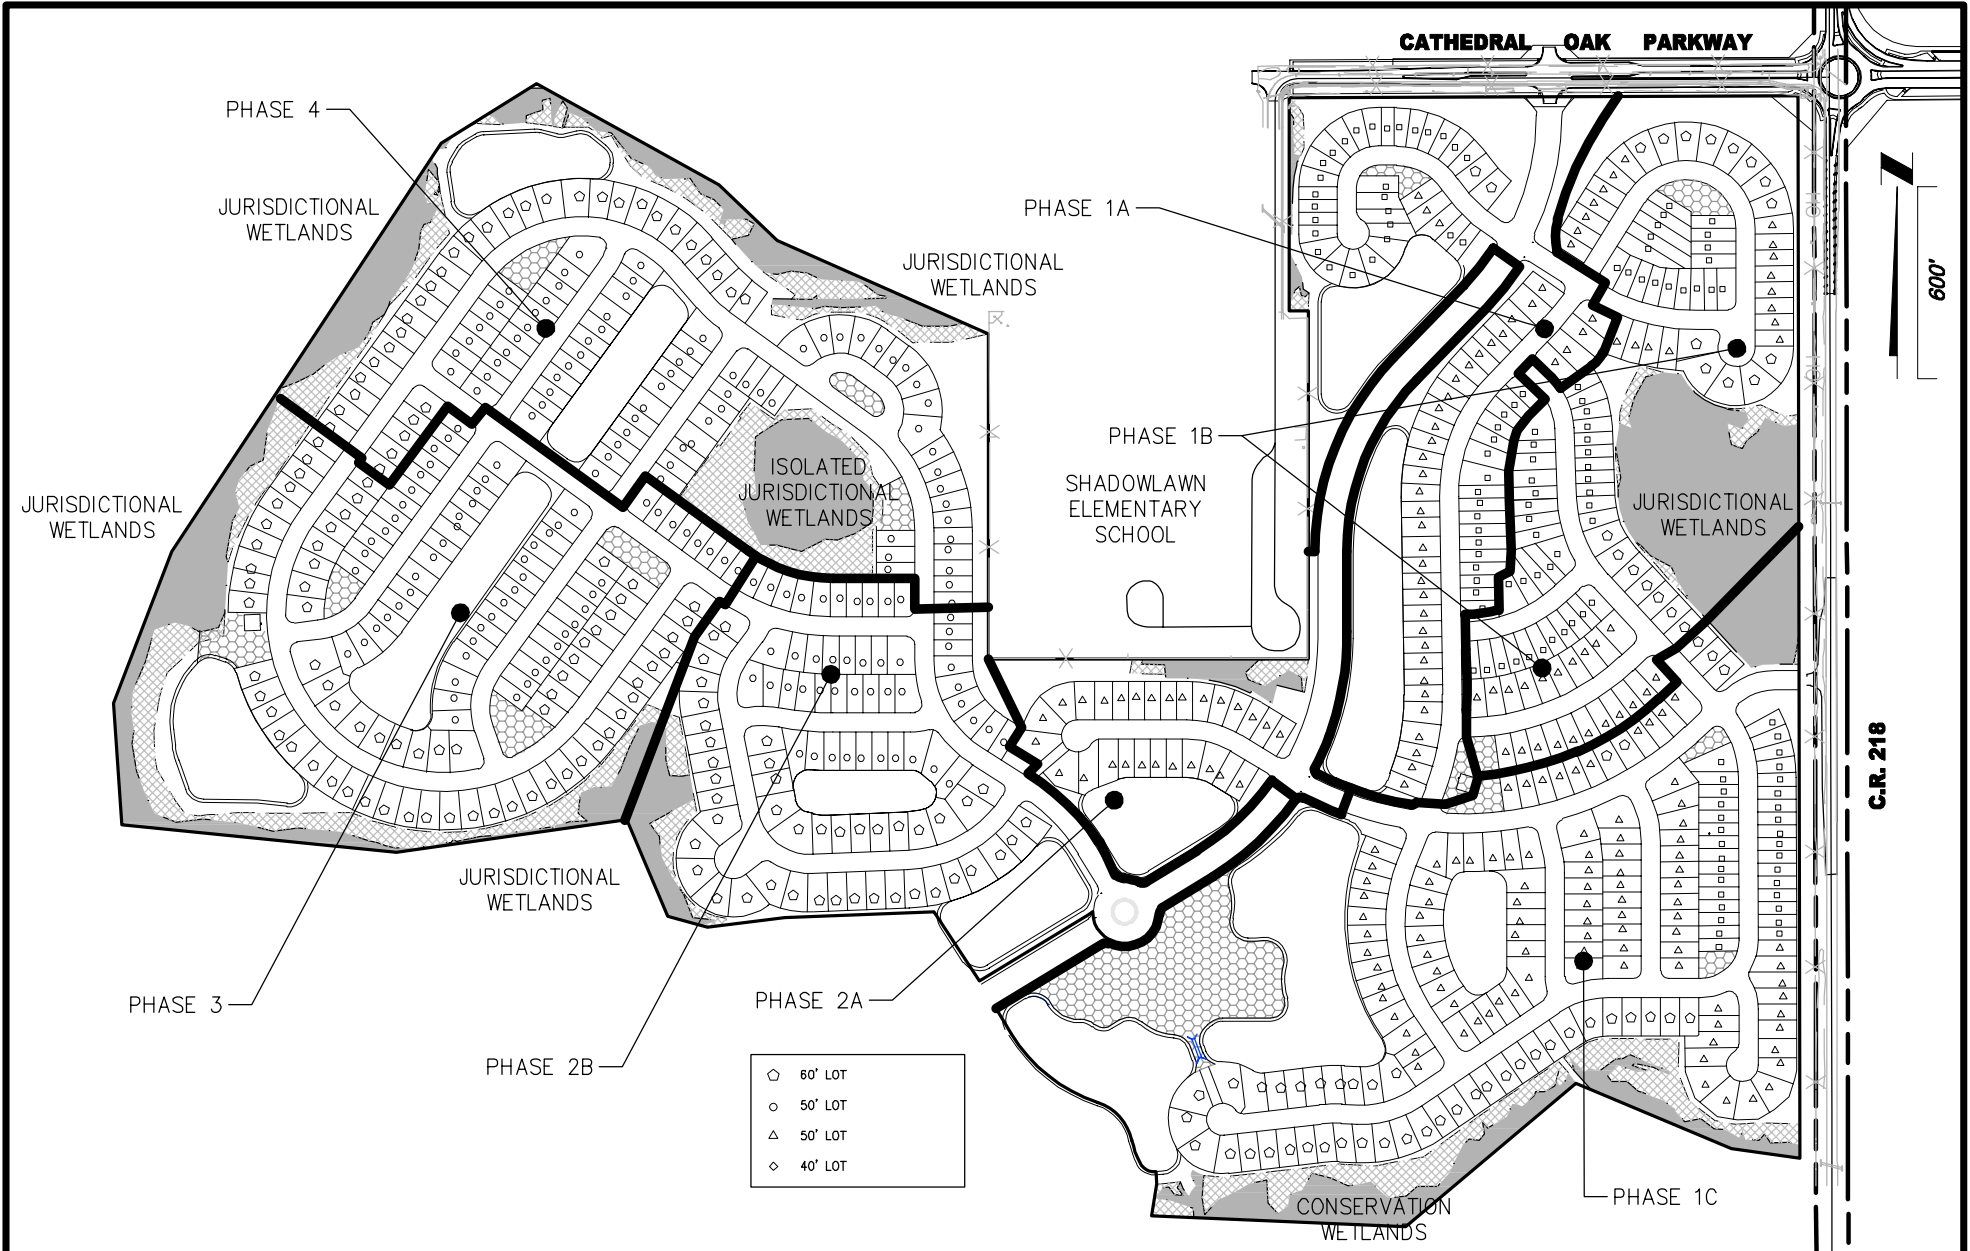 CATHEDRAL OAK PARKWAY
PHASE 4
JURISDICTIONAL
WETLANDS
PHASE 1A
JURISDICTIONAL
WETLANDS
600'
PHASE 1B
ISOLATED
JURISDICTIONAL
WETLANDS
SHADOWLAWN
ELEMENTARY
SCHOOL
JURISDICTIONAL
WETLANDS
JURISDICTIONAL
WETLANDS
C.R. 218
JURISDICTIONAL
WETLANDS
PHASE 3
PHASE 2A
PHASE 2B
60' LOT
50' LOT
50' LOT
40' LOT
PHASE 1C
CONSERVATION
WETLANDS